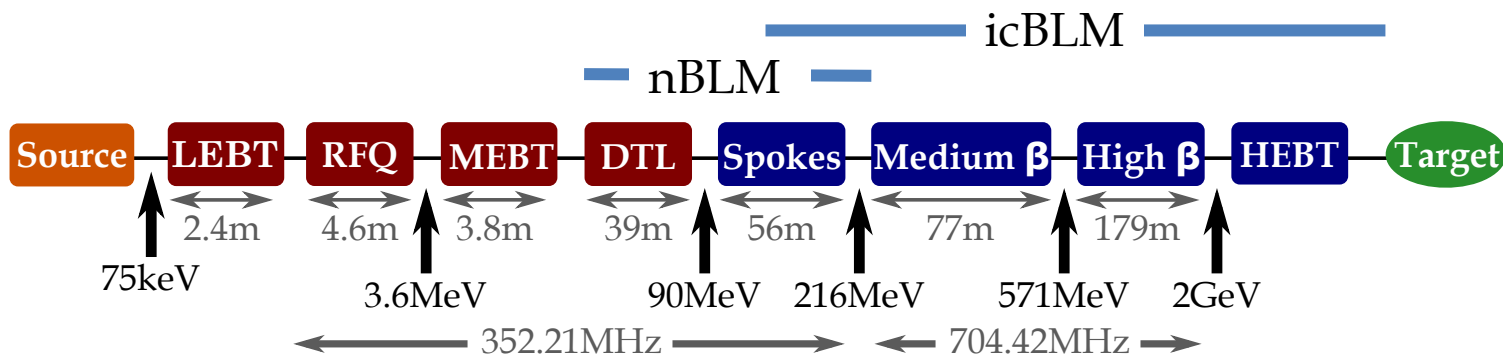 icBLM
nBLM
Source LEBT RFQ MEBT DTL Spokes Medium β High β HEBT Target
2.4m 4.6m 3.8m 39m 56m 77m 179m
75keV 3.6MeV 90MeV 216MeV 571MeV 2GeV
352.21MHz 704.42MHz